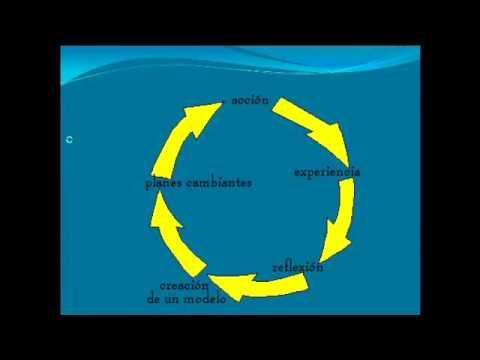 acción
experiencia
reflexión
creación
de un modelo
planes cambiantes